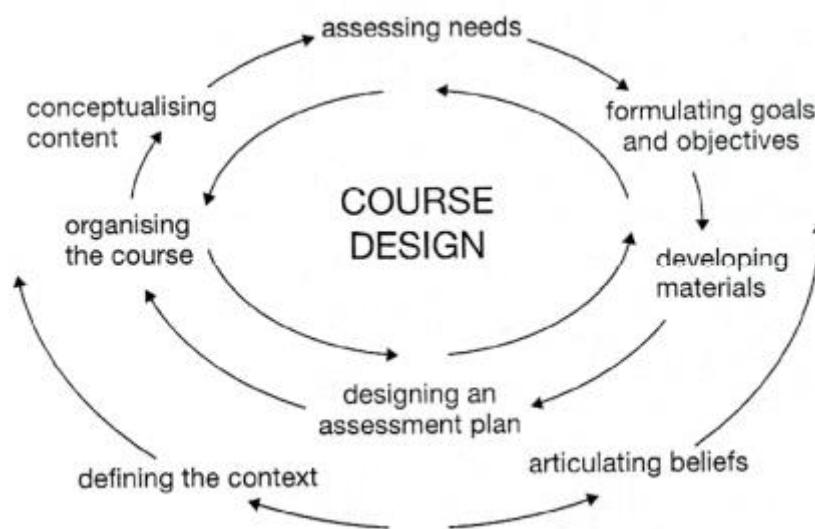 assessing needs
conceptualising
content
formulating goals
and objectives
COURSE
DESIGN
organising
the course
developing
materials
designing an
assessment plan
defining the context
articulating beliefs